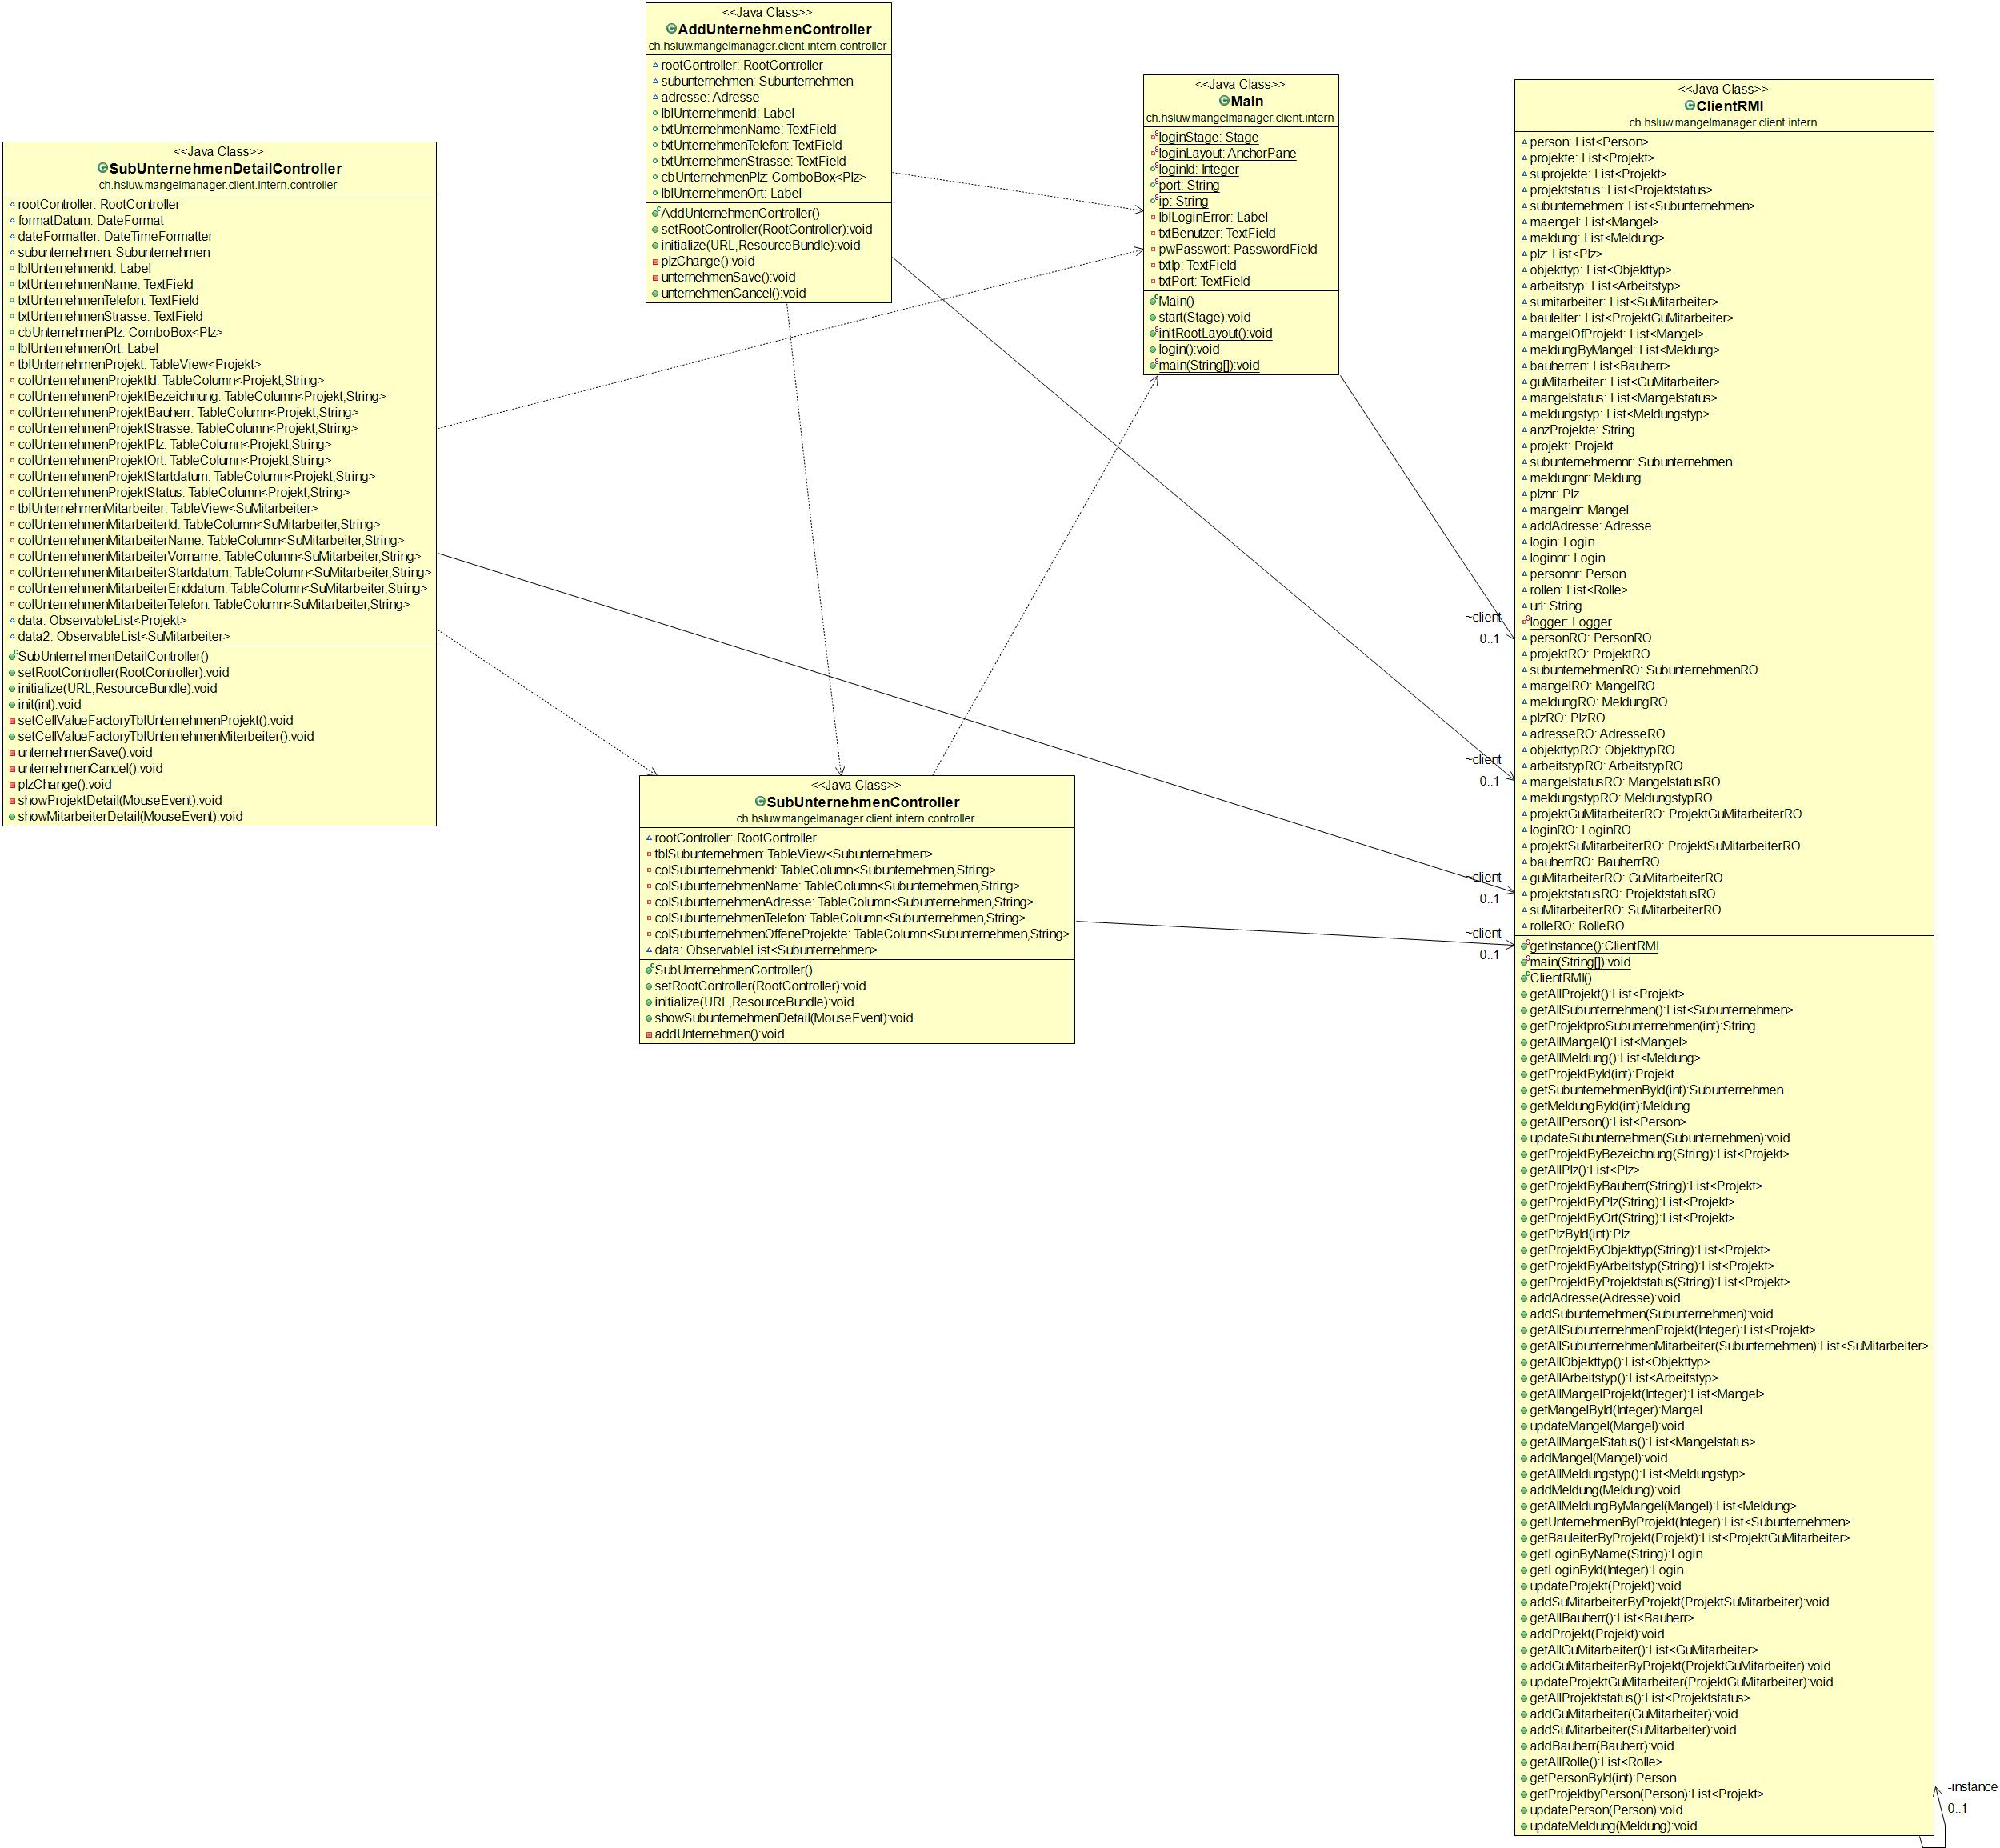 <<Java Class>>
SubUnternehmenDetailController
ch.hsluw.mangelmanager.client.intern.controller
rootController: RootController
formatDatum: DateFormat
dateFormatter: DateTimeFormatter
subunternehmen: Subunternehmen
lblUnternehmenId: Label
txtUnternehmenName: TextField
txtUnternehmenTelefon: TextField
txtUnternehmenStrasse: TextField
cbUnternehmenPlz: ComboBox<Plz>
lblUnternehmenOrt: Label
tblUnternehmenProjekt: TableView<Projekt>
colUnternehmenProjektId: TableColumn<Projekt,String>
colUnternehmenProjektBezeichnung: TableColumn<Projekt,String>
colUnternehmenProjektBauherr: TableColumn<Projekt,String>
colUnternehmenProjektStrasse: TableColumn<Projekt,String>
colUnternehmenProjektPlz: TableColumn<Projekt,String>
colUnternehmenProjektOrt: TableColumn<Projekt,String>
colUnternehmenProjektStartdatum: TableColumn<Projekt,String>
colUnternehmenProjektStatus: TableColumn<Projekt,String>
tblUnternehmenMitarbeiter: TableView<SuMitarbeiter>
colUnternehmenMitarbeiterId: TableColumn<SuMitarbeiter,String>
colUnternehmenMitarbeiterName: TableColumn<SuMitarbeiter,String>
colUnternehmenMitarbeiterVorname: TableColumn<SuMitarbeiter,String>
colUnternehmenMitarbeiterStartdatum: TableColumn<SuMitarbeiter,String>
colUnternehmenMitarbeiterEnddatum: TableColumn<SuMitarbeiter,String>
colUnternehmenMitarbeiterTelefon: TableColumn<SuMitarbeiter,String>
data: ObservableList<Projekt>
data2: ObservableList<SuMitarbeiter>
SubUnternehmenDetailController()
setRootController(RootController):void
initialize(URL,ResourceBundle):void
init(int):void
setCellValueFactoryTblUnternehmenProjekt():void
setCellValueFactoryTblUnternehmenMiterbeiter():void
unternehmenSave():void
unternehmenCancel():void
plzChange():void
showProjektDetail(MouseEvent):void
showMitarbeiterDetail(MouseEvent):void
<<Java Class>>
AddUnternehmenController
ch.hsluw.mangelmanager.client.intern.controller
rootController: RootController
subunternehmen: Subunternehmen
adresse: Adresse
lblUnternehmenId: Label
txtUnternehmenName: TextField
txtUnternehmenTelefon: TextField
txtUnternehmenStrasse: TextField
cbUnternehmenPlz: ComboBox<Plz>
lblUnternehmenOrt: Label
AddUnternehmenController()
setRootController(RootController):void
initialize(URL,ResourceBundle):void
plzChange():void
unternehmenSave():void
unternehmenCancel():void
<<Java Class>>
Main
ch.hsluw.mangelmanager.client.intern
loginStage: Stage
loginLayout: AnchorPane
loginId: Integer
port: String
ip: String
lblLoginError: Label
txtBenutzer: TextField
pwPasswort: PasswordField
txtIp: TextField
txtPort: TextField
Main()
start(Stage):void
initRootLayout():void
login():void
main(String[]):void
<<Java Class>>
SubUnternehmenController
ch.hsluw.mangelmanager.client.intern.controller
rootController: RootController
tblSubunternehmen: TableView<Subunternehmen>
colSubunternehmenId: TableColumn<Subunternehmen,String>
colSubunternehmenName: TableColumn<Subunternehmen,String>
colSubunternehmenAdresse: TableColumn<Subunternehmen,String>
colSubunternehmenTelefon: TableColumn<Subunternehmen,String>
colSubunternehmenOffeneProjekte: TableColumn<Subunternehmen,String>
data: ObservableList<Subunternehmen>
SubUnternehmenController()
setRootController(RootController):void
initialize(URL,ResourceBundle):void
showSubunternehmenDetail(MouseEvent):void
addUnternehmen():void
~client
0..1
~client
0..1
~client
0..1
~client
0..1
<<Java Class>>
ClientRMI
ch.hsluw.mangelmanager.client.intern
person: List<Person>
projekte: List<Projekt>
suprojekte: List<Projekt>
projektstatus: List<Projektstatus>
subunternehmen: List<Subunternehmen>
maengel: List<Mangel>
meldung: List<Meldung>
plz: List<Plz>
objekttyp: List<Objekttyp>
arbeitstyp: List<Arbeitstyp>
sumitarbeiter: List<SuMitarbeiter>
bauleiter: List<ProjektGuMitarbeiter>
mangelOfProjekt: List<Mangel>
meldungByMangel: List<Meldung>
bauherren: List<Bauherr>
guMitarbeiter: List<GuMitarbeiter>
mangelstatus: List<Mangelstatus>
meldungstyp: List<Meldungstyp>
anzProjekte: String
projekt: Projekt
subunternehmennr: Subunternehmen
meldungnr: Meldung
plznr: Plz
mangelnr: Mangel
addAdresse: Adresse
login: Login
loginnr: Login
personnr: Person
rollen: List<Rolle>
url: String
logger: Logger
personRO: PersonRO
projektRO: ProjektRO
subunternehmenRO: SubunternehmenRO
mangelRO: MangelRO
meldungRO: MeldungRO
plzRO: PlzRO
adresseRO: AdresseRO
objekttypRO: ObjekttypRO
arbeitstypRO: ArbeitstypRO
mangelstatusRO: MangelstatusRO
meldungstypRO: MeldungstypRO
projektGuMitarbeiterRO: ProjektGuMitarbeiterRO
loginRO: LoginRO
projektSuMitarbeiterRO: ProjektSuMitarbeiterRO
bauherrRO: BauherrRO
guMitarbeiterRO: GuMitarbeiterRO
projektstatusRO: ProjektstatusRO
suMitarbeiterRO: SuMitarbeiterRO
rolleRO: RolleRO
getInstance():ClientRMI
main(String[]):void
ClientRMI()
getAllProjekt():List<Projekt>
getAllSubunternehmen():List<Subunternehmen>
getProjektproSubunternehmen(int):String
getAllMangel():List<Mangel>
getAllMeldung():List<Meldung>
getProjektById(int):Projekt
getSubunternehmenById(int):Subunternehmen
getMeldungById(int):Meldung
getAllPerson():List<Person>
updateSubunternehmen(Subunternehmen):void
getProjektByBezeichnung(String):List<Projekt>
getAllPlz():List<Plz>
getProjektByBauherr(String):List<Projekt>
getProjektByPlz(String):List<Projekt>
getProjektByOrt(String):List<Projekt>
getPlzById(int):Plz
getProjektByObjekttyp(String):List<Projekt>
getProjektByArbeitstyp(String):List<Projekt>
getProjektByProjektstatus(String):List<Projekt>
addAdresse(Adresse):void
addSubunternehmen(Subunternehmen):void
getAllSubunternehmenProjekt(Integer):List<Projekt>
getAllSubunternehmenMitarbeiter(Subunternehmen):List<SuMitarbeiter>
getAllObjekttyp():List<Objekttyp>
getAllArbeitstyp():List<Arbeitstyp>
getAllMangelProjekt(Integer):List<Mangel>
getMangelById(Integer):Mangel
updateMangel(Mangel):void
getAllMangelStatus():List<Mangelstatus>
addMangel(Mangel):void
getAllMeldungstyp():List<Meldungstyp>
addMeldung(Meldung):void
getAllMeldungByMangel(Mangel):List<Meldung>
getUnternehmenByProjekt(Integer):List<Subunternehmen>
getBauleiterByProjekt(Projekt):List<ProjektGuMitarbeiter>
getLoginByName(String):Login
getLoginById(Integer):Login
updateProjekt(Projekt):void
addSuMitarbeiterByProjekt(ProjektSuMitarbeiter):void
getAllBauherr():List<Bauherr>
addProjekt(Projekt):void
getAllGuMitarbeiter():List<GuMitarbeiter>
addGuMitarbeiterByProjekt(ProjektGuMitarbeiter):void
updateProjektGuMitarbeiter(ProjektGuMitarbeiter):void
getAllProjektstatus():List<Projektstatus>
addGuMitarbeiter(GuMitarbeiter):void
addSuMitarbeiter(SuMitarbeiter):void
addBauherr(Bauherr):void
getAllRolle():List<Rolle>
getPersonById(int):Person
getProjektbyPerson(Person):List<Projekt>
updatePerson(Person):void
updateMeldung(Meldung):void
-instance
0..1